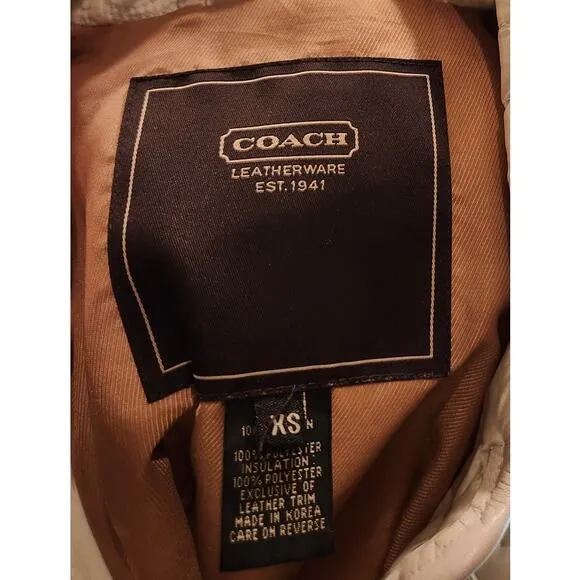 COACH
LEATHERWARE
EST. 1941
XS
100% POLYESTER
INSULATION:
100% POLYESTER
EXCLUSIVE OF
LEATHER TRIM
MADE IN KOREA
CARE ON REVERSE